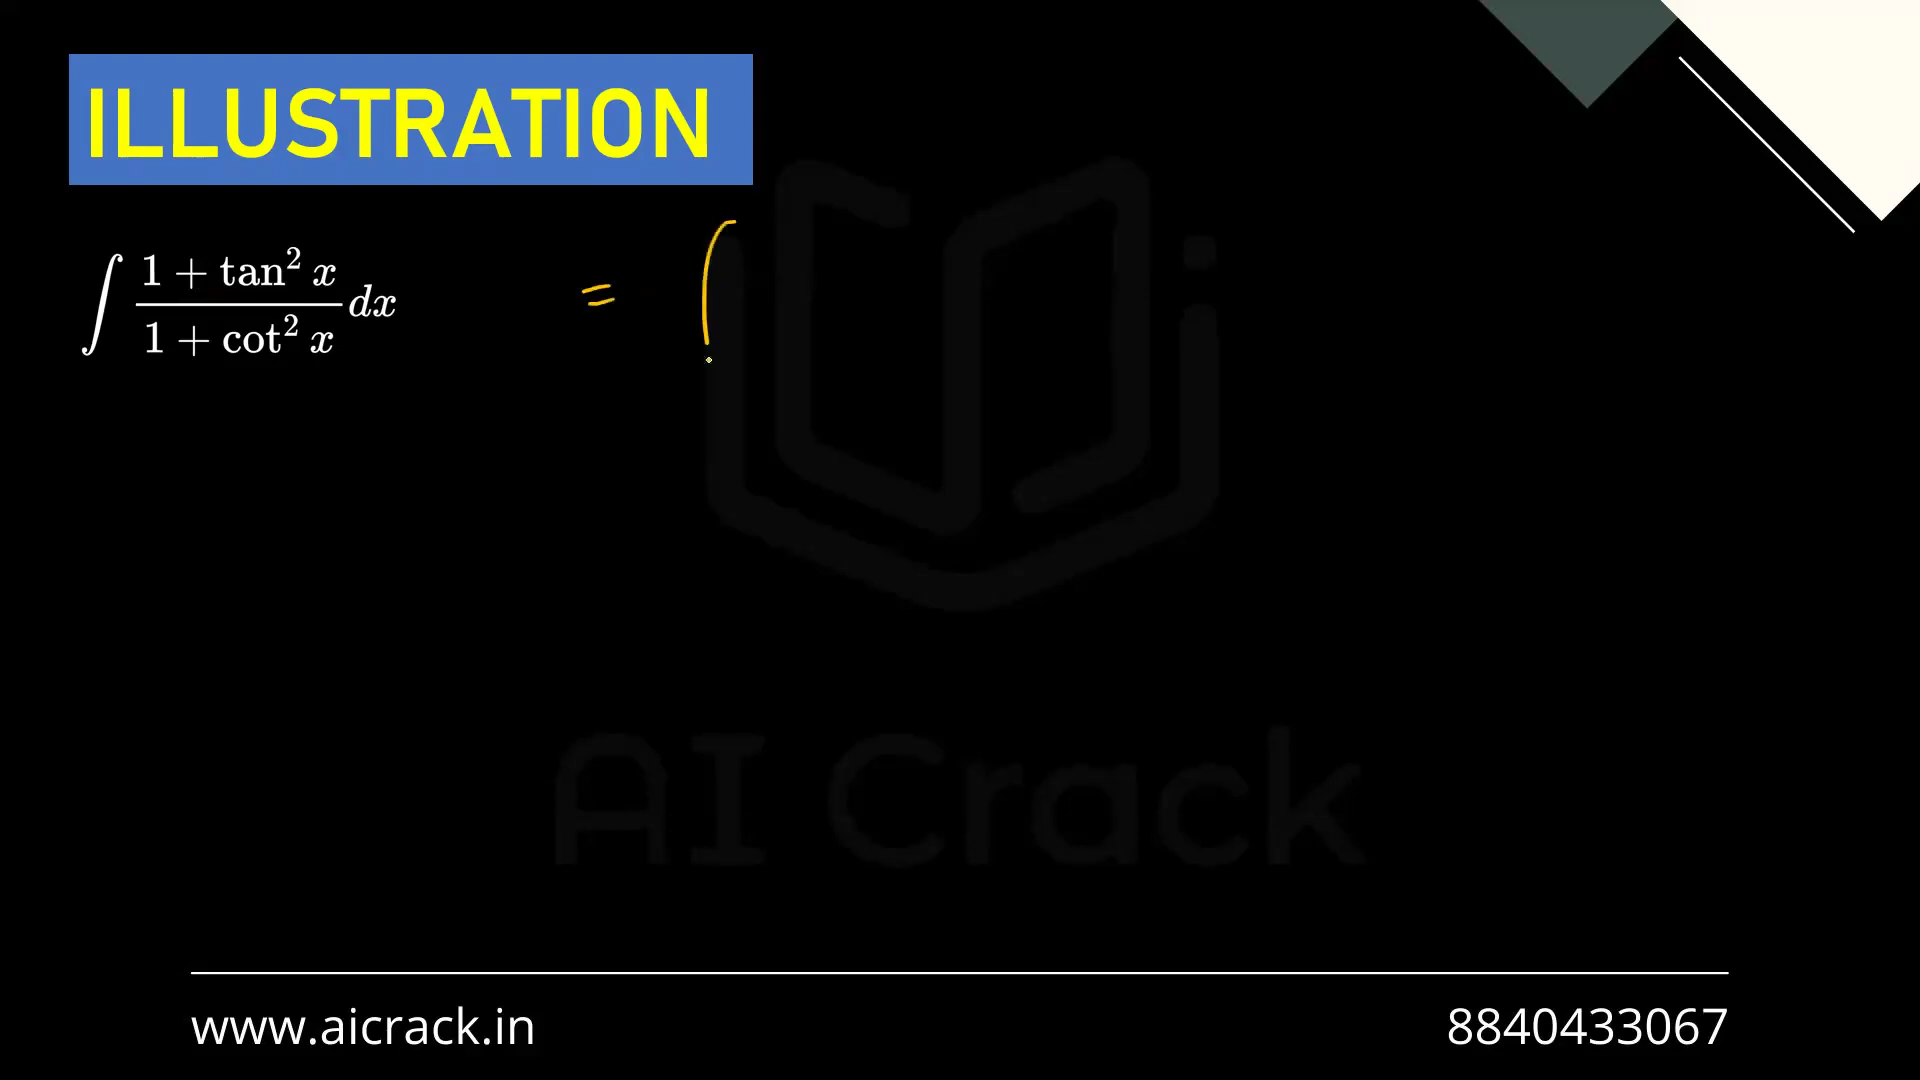 ILLUSTRATION
∫ (1 + tan² x)/(1 + cot² x) dx =
AI Crack
www.aicrack.in
8840433067